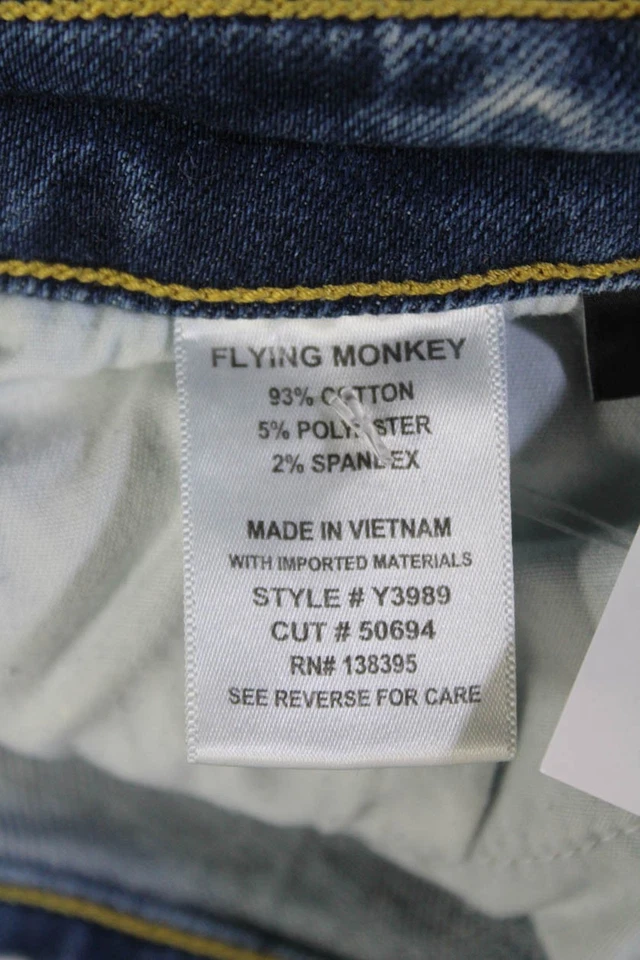 FLYING MONKEY
93% COTTON
5% POLYESTER
2% SPANDEX
MADE IN VIETNAM
WITH IMPORTED MATERIALS
STYLE # Y3989
CUT # 50694
RN# 138395
SEE REVERSE FOR CARE